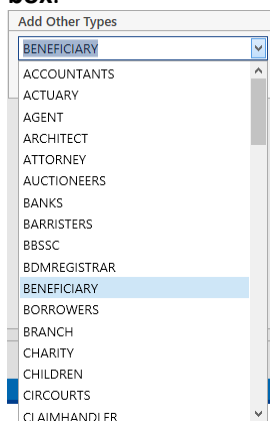 box.
Add Other Types
BENEFICIARY
ACCOUNTANTS
ACTUARY
AGENT
ARCHITECT
ATTORNEY
AUCTIONEERS
BANKS
BARRISTERS
BBSSC
BDMREGISTRAR
BENEFICIARY
BORROWERS
BRANCH
CHARITY
CHILDREN
CIRCOURTS
CLAIMHANDLER